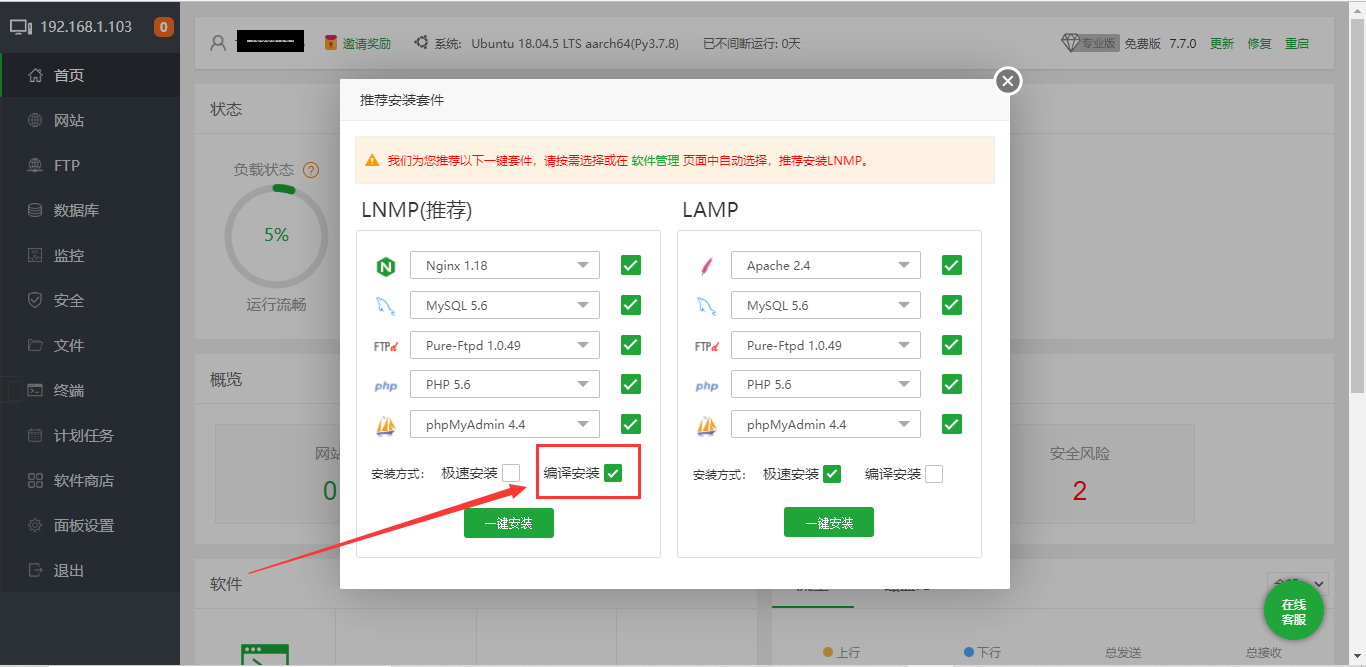 192.168.1.103
0
首页
网站
FTP
数据库
监控
安全
文件
终端
计划任务
软件商店
面板设置
退出
邀请奖励
系统: Ubuntu 18.04.5 LTS aarch64(Py3.7.8)
已不间断运行: 0天
专业版
免费版 7.7.0 更新 修复 重启
状态
负载状态
?
5%
运行流畅
概览
网站
0
安全风险
2
软件
推荐安装套件
我们为您推荐以下一键套件，请按需选择或在 软件管理 页面中自动选择，推荐安装LNMP。
LNMP(推荐)
Nginx 1.18
MySQL 5.6
FTPd
Pure-Ftpd 1.0.49
php
PHP 5.6
phpMyAdmin 4.4
安装方式: 极速安装 编译安装
一键安装
LAMP
Apache 2.4
MySQL 5.6
FTPd
Pure-Ftpd 1.0.49
php
PHP 5.6
phpMyAdmin 4.4
安装方式: 极速安装 编译安装
一键安装
上行
下行
总发送
总接收
在线
客服